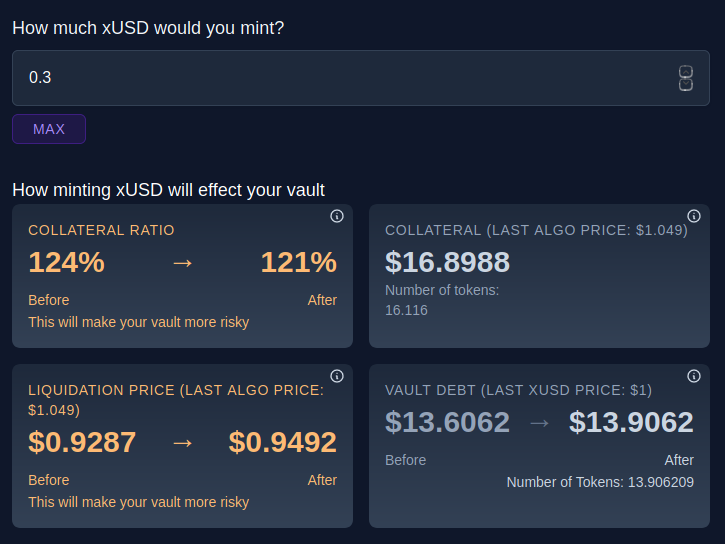 How much xUSD would you mint?
0.3
MAX
How minting xUSD will effect your vault
COLLATERAL RATIO
124% → 121%
Before After
This will make your vault more risky
COLLATERAL (LAST ALGO PRICE: $1.049)
$16.8988
Number of tokens:
16.116
LIQUIDATION PRICE (LAST ALGO PRICE:
$1.049)
$0.9287 → $0.9492
Before After
This will make your vault more risky
VAULT DEBT (LAST XUSD PRICE: $1)
$13.6062 → $13.9062
Before After
Number of Tokens: 13.906209